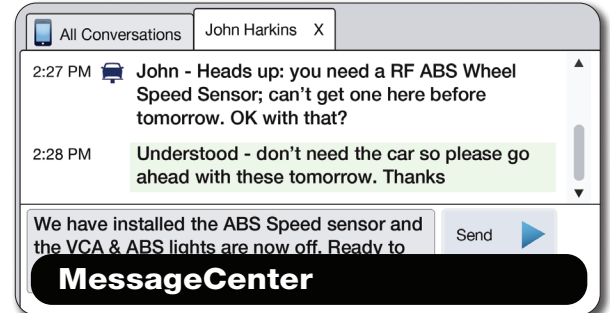 All Conversations
John Harkins X
2:27 PM John - Heads up: you need a RF ABS Wheel
Speed Sensor; can't get one here before
tomorrow. OK with that?
2:28 PM Understood - don't need the car so please go
ahead with these tomorrow. Thanks
We have installed the ABS Speed sensor and
the VCA & ABS lights are now off. Ready to
Send
MessageCenter